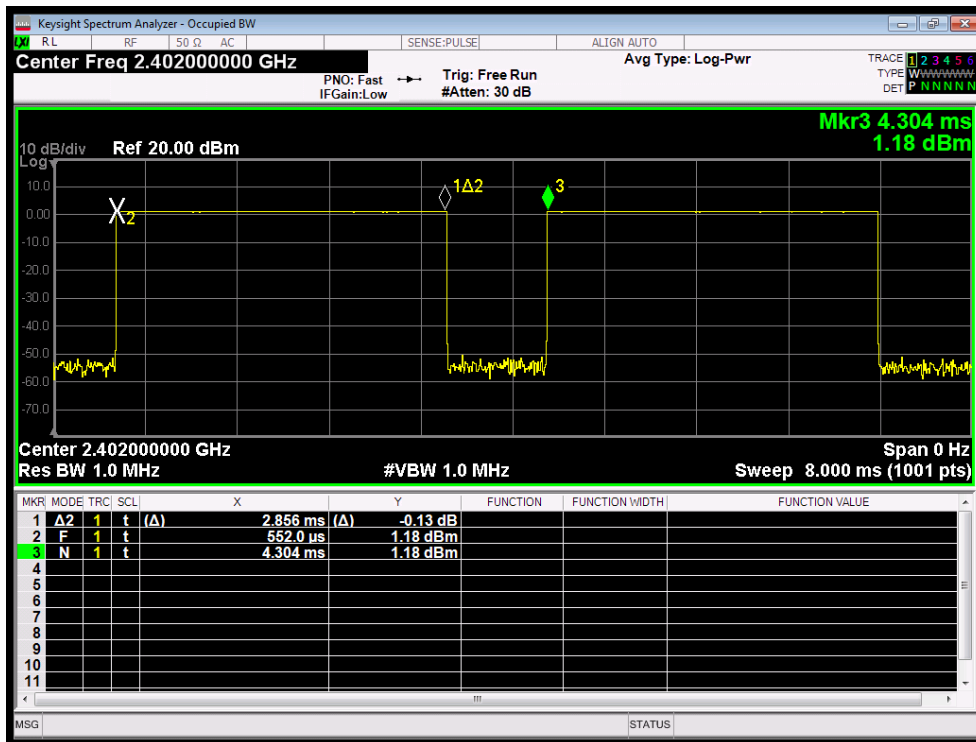 Keysight Spectrum Analyzer - Occupied BW
LXI RL RF 50 Ω AC SENSE:PULSE ALIGN AUTO
Center Freq 2.402000000 GHz
PNO: Fast
IFGain:Low
Trig: Free Run
#Atten: 30 dB
Avg Type: Log-Pwr
TRACE 1 2 3 4 5 6
TYPE WWWWWW
DET P N N N N N
Mkr3 4.304 ms
1.18 dBm
10 dB/div Ref 20.00 dBm
Log
10.0
0.00
-10.0
-20.0
-30.0
-40.0
-50.0
-60.0
-70.0
2
1Δ2
3
Center 2.402000000 GHz Span 0 Hz
Res BW 1.0 MHz #VBW 1.0 MHz Sweep 8.000 ms (1001 pts)
MKR MODE TRC SCL X Y FUNCTION FUNCTION WIDTH FUNCTION VALUE
1 Δ2 1 t (Δ) 2.856 ms (Δ) -0.13 dB
2 F 1 t 552.0 µs 1.18 dBm
3 N 1 t 4.304 ms 1.18 dBm
4
5
6
7
8
9
10
11
MSG STATUS